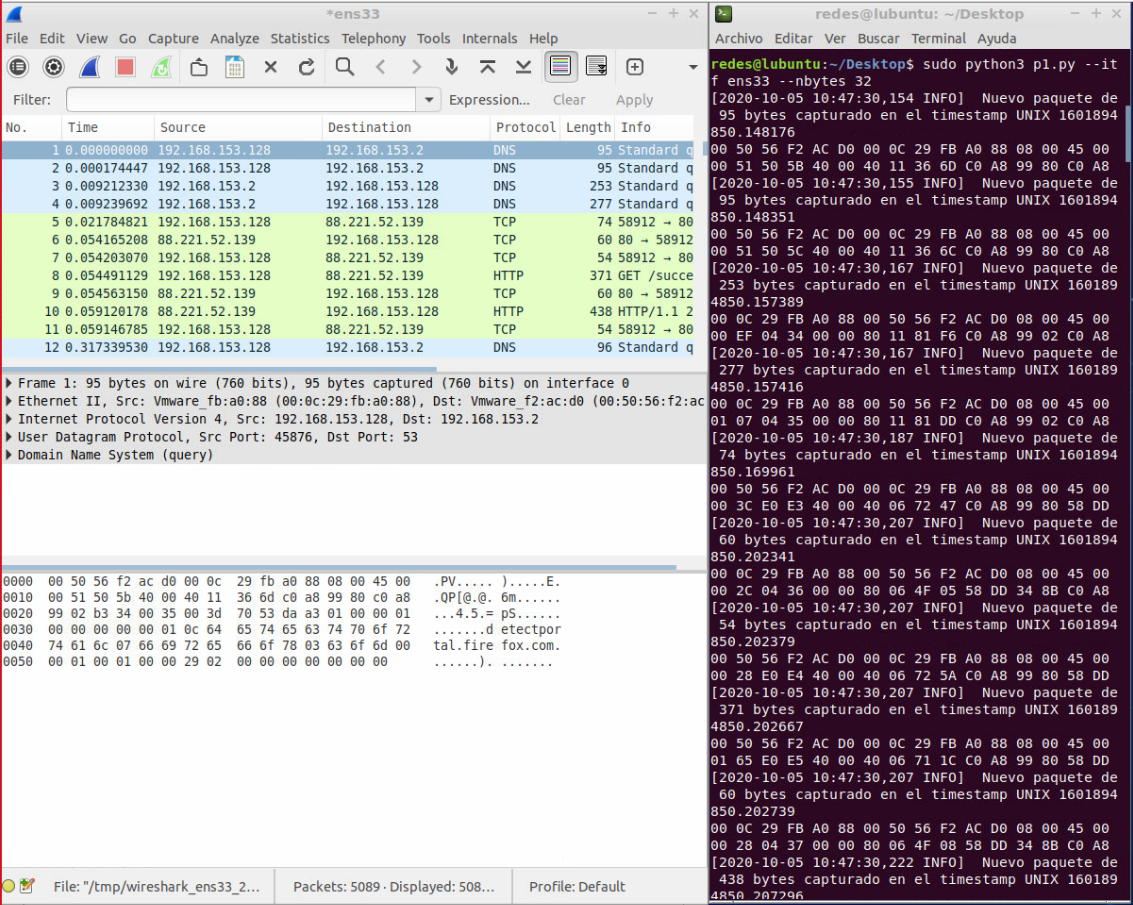 *ens33
File Edit View Go Capture Analyze Statistics Telephony Tools Internals Help
Filter: Expression... Clear Apply
No. Time Source Destination Protocol Length Info
1 0.000000000 192.168.153.128 192.168.153.2 DNS 95 Standard q
2 0.000174447 192.168.153.128 192.168.153.2 DNS 95 Standard q
3 0.009212330 192.168.153.2 192.168.153.128 DNS 253 Standard q
4 0.009239692 192.168.153.2 192.168.153.128 DNS 277 Standard q
5 0.021784821 192.168.153.128 88.221.52.139 TCP 74 58912 → 80
6 0.054165208 88.221.52.139 192.168.153.128 TCP 60 80 → 58912
7 0.054203070 192.168.153.128 88.221.52.139 TCP 54 58912 → 80
8 0.054491129 192.168.153.128 88.221.52.139 HTTP 371 GET /succe
9 0.054563150 88.221.52.139 192.168.153.128 TCP 60 80 → 58912
10 0.059120178 88.221.52.139 192.168.153.128 HTTP 438 HTTP/1.1 2
11 0.059146785 192.168.153.128 88.221.52.139 TCP 54 58912 → 80
12 0.317339530 192.168.153.128 192.168.153.2 DNS 96 Standard q
Frame 1: 95 bytes on wire (760 bits), 95 bytes captured (760 bits) on interface 0
Ethernet II, Src: Vmware_fb:a0:88 (00:0c:29:fb:a0:88), Dst: Vmware_f2:ac:d0 (00:50:56:f2:ac
Internet Protocol Version 4, Src: 192.168.153.128, Dst: 192.168.153.2
User Datagram Protocol, Src Port: 45876, Dst Port: 53
Domain Name System (query)
0000 00 50 56 f2 ac d0 00 0c 29 fb a0 88 08 00 45 00 .PV..... ).....E.
0010 00 51 50 5b 40 00 40 11 36 6d c0 a8 99 80 c0 a8 .QP[@.@. 6m......
0020 99 02 b3 34 00 35 00 3d 70 53 da a3 01 00 00 01 ...4.5.= pS......
0030 00 00 00 00 00 01 0c 64 65 74 65 63 74 70 6f 72 .......d etectpor
0040 74 61 6c 07 66 69 72 65 66 6f 78 03 63 6f 6d 00 tal.fire fox.com.
0050 00 01 00 01 00 00 29 02 00 00 00 00 00 00 00 ......). .......
File: "/tmp/wireshark_ens33_2... Packets: 5089 · Displayed: 508... Profile: Default
redes@lubuntu: ~/Desktop
Archivo Editar Ver Buscar Terminal Ayuda
redes@lubuntu:~/Desktop$ sudo python3 p1.py --it
f ens33 --nbytes 32
[2020-10-05 10:47:30,154 INFO] Nuevo paquete de
95 bytes capturado en el timestamp UNIX 1601894
850.148176
00 50 56 F2 AC D0 00 0C 29 FB A0 88 08 00 45 00
00 51 50 5B 40 00 40 11 36 6D C0 A8 99 80 C0 A8
[2020-10-05 10:47:30,155 INFO] Nuevo paquete de
95 bytes capturado en el timestamp UNIX 1601894
850.148351
00 50 56 F2 AC D0 00 0C 29 FB A0 88 08 00 45 00
00 51 50 5C 40 00 40 11 36 6C C0 A8 99 80 C0 A8
[2020-10-05 10:47:30,167 INFO] Nuevo paquete de
253 bytes capturado en el timestamp UNIX 160189
4850.157389
00 0C 29 FB A0 88 00 50 56 F2 AC D0 08 00 45 00
00 EF 04 34 00 00 80 11 81 F6 C0 A8 99 02 C0 A8
[2020-10-05 10:47:30,167 INFO] Nuevo paquete de
277 bytes capturado en el timestamp UNIX 160189
4850.157416
00 0C 29 FB A0 88 00 50 56 F2 AC D0 08 00 45 00
01 07 04 35 00 00 80 11 81 DD C0 A8 99 02 C0 A8
[2020-10-05 10:47:30,187 INFO] Nuevo paquete de
74 bytes capturado en el timestamp UNIX 1601894
850.169961
00 50 56 F2 AC D0 00 0C 29 FB A0 88 08 00 45 00
00 3C E0 E3 40 00 40 06 72 47 C0 A8 99 80 58 DD
[2020-10-05 10:47:30,207 INFO] Nuevo paquete de
60 bytes capturado en el timestamp UNIX 1601894
850.202341
00 0C 29 FB A0 88 00 50 56 F2 AC D0 08 00 45 00
00 2C 04 36 00 00 80 06 4F 05 58 DD 34 8B C0 A8
[2020-10-05 10:47:30,207 INFO] Nuevo paquete de
54 bytes capturado en el timestamp UNIX 1601894
850.202379
00 50 56 F2 AC D0 00 0C 29 FB A0 88 08 00 45 00
00 28 E0 E4 40 00 40 06 72 5A C0 A8 99 80 58 DD
[2020-10-05 10:47:30,207 INFO] Nuevo paquete de
371 bytes capturado en el timestamp UNIX 160189
4850.202667
00 50 56 F2 AC D0 00 0C 29 FB A0 88 08 00 45 00
01 65 E0 E5 40 00 40 06 71 1C C0 A8 99 80 58 DD
[2020-10-05 10:47:30,207 INFO] Nuevo paquete de
60 bytes capturado en el timestamp UNIX 1601894
850.202739
00 0C 29 FB A0 88 00 50 56 F2 AC D0 08 00 45 00
00 28 04 37 00 00 80 06 4F 08 58 DD 34 8B C0 A8
[2020-10-05 10:47:30,222 INFO] Nuevo paquete de
438 bytes capturado en el timestamp UNIX 160189
4850.207296